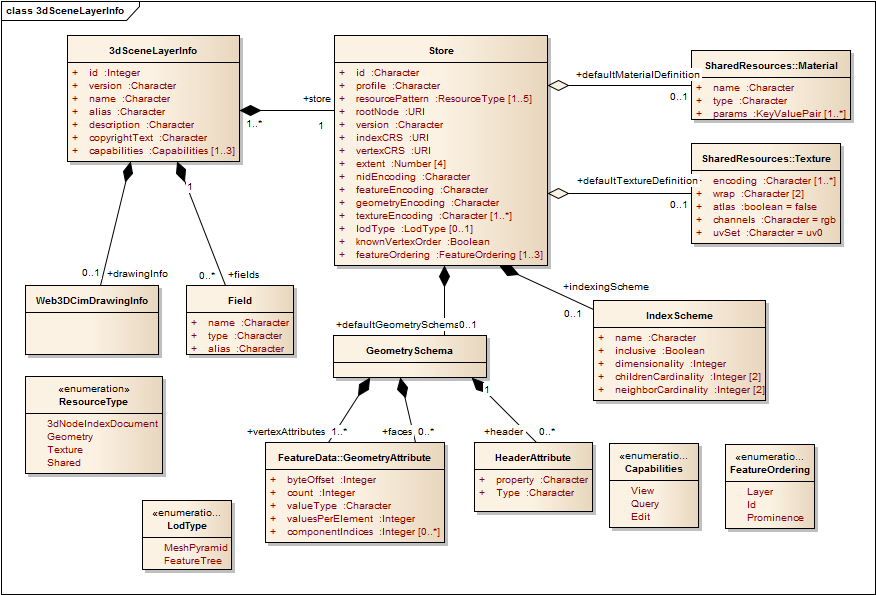 class 3dSceneLayerInfo
3dSceneLayerInfo
+ id :Integer
+ version :Character
+ name :Character
+ alias :Character
+ description :Character
+ copyrightText :Character
+ capabilities :Capabilities [1..3]
Store
+ id :Character
+ profile :Character
+ resourcePattern :ResourceType [1..5]
+ rootNode :URI
+ version :Character
+ indexCRS :URI
+ vertexCRS :URI
+ extent :Number [4]
+ nidEncoding :Character
+ featureEncoding :Character
+ geometryEncoding :Character
+ textureEncoding :Character [1..*]
+ lodType :LodType [0..1]
+ knownVertexOrder :Boolean
+ featureOrdering :FeatureOrdering [1..3]
SharedResources::Material
+ name :Character
+ type :Character
+ params :KeyValuePair [1..*]
SharedResources::Texture
+ encoding :Character [1..*]
+ wrap :Character [2]
+ atlas :boolean = false
+ channels :Character = rgb
+ uvSet :Character = uv0
+store
1..*
1
+defaultMaterialDefinition
0..1
+defaultTextureDefinition
0..1
1
0..1 +drawingInfo
0..* +fields
+indexingScheme
0..1
+defaultGeometrySchema 0..1
Web3DCimDrawingInfo
Field
+ name :Character
+ type :Character
+ alias :Character
GeometrySchema
IndexScheme
+ name :Character
+ inclusive :Boolean
+ dimensionality :Integer
+ childrenCardinality :Integer [2]
+ neighborCardinality :Integer [2]
«enumeration»
ResourceType
3dNodeIndexDocument
Geometry
Texture
Shared
1
+vertexAttributes 1..*
+faces 0..*
+header 0..*
FeatureData::GeometryAttribute
+ byteOffset :Integer
+ count :Integer
+ valueType :Character
+ valuesPerElement :Integer
+ componentIndices :Integer [0..*]
HeaderAttribute
+ property :Character
+ Type :Character
«enumeratio...
Capabilities
View
Query
Edit
«enumeratio...
FeatureOrdering
Layer
Id
Prominence
«enumeratio...
LodType
MeshPyramid
FeatureTree